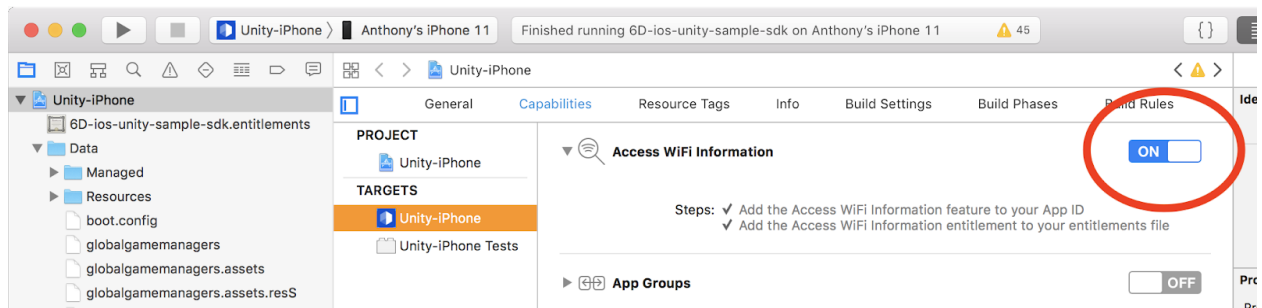 Unity-iPhone
Anthony's iPhone 11
Finished running 6D-ios-unity-sample-sdk on Anthony's iPhone 11
45
{ }
Unity-iPhone
Unity-iPhone
General
Capabilities
Resource Tags
Info
Build Settings
Build Phases
Build Rules
Ide
6D-ios-unity-sample-sdk.entitlements
Data
Managed
Resources
boot.config
globalgamemanagers
globalgamemanagers.assets
globalgamemanagers.assets.resS
PROJECT
Unity-iPhone
TARGETS
Unity-iPhone
Unity-iPhone Tests
Access WiFi Information
ON
Steps: ✓ Add the Access WiFi Information feature to your App ID
✓ Add the Access WiFi Information entitlement to your entitlements file
App Groups
OFF
Pro